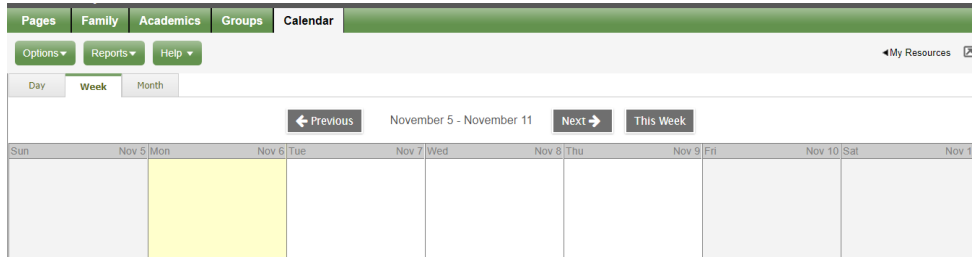 Pages Family Academics Groups Calendar
Options Reports Help My Resources
Day Week Month
Previous November 5 - November 11 Next This Week
Sun Nov 5 Mon Nov 6 Tue Nov 7 Wed Nov 8 Thu Nov 9 Fri Nov 10 Sat Nov